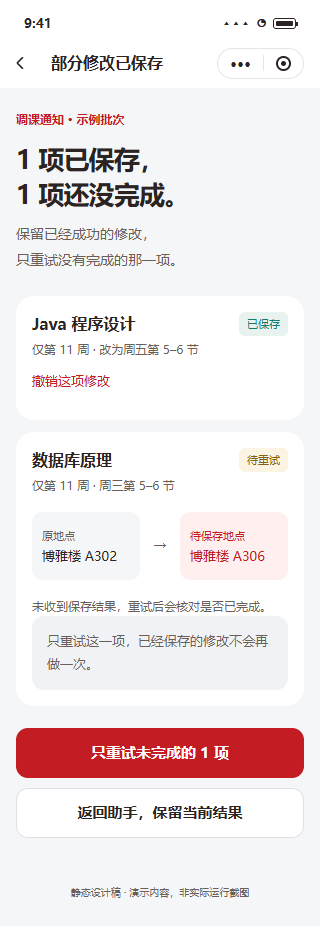 9:41
部分修改已保存
调课通知 · 示例批次
1 项已保存，
1 项还没完成。
保留已经成功的修改，
只重试没有完成的那一项。
Java 程序设计
已保存
仅第 11 周 · 改为周五第 5–6 节
撤销这项修改
数据库原理
待重试
仅第 11 周 · 周三第 5–6 节
原地点
博雅楼 A302
→
待保存地点
博雅楼 A306
未收到保存结果，重试后会核对是否已完成。
只重试这一项，已经保存的修改不会再
做一次。
只重试未完成的 1 项
返回助手，保留当前结果
静态设计稿 · 演示内容，非实际运行截图